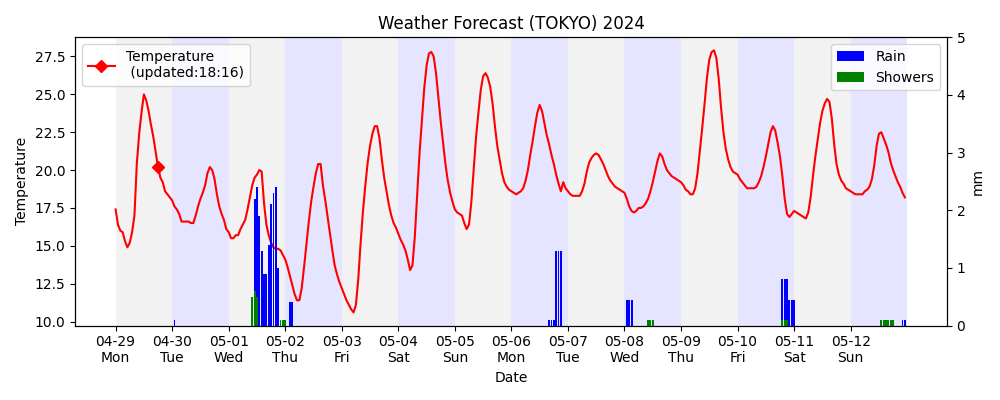 Weather Forecast (TOKYO) 2024
Temperature
(updated:18:16)
Rain
Showers
Temperature
27.5
25.0
22.5
20.0
17.5
15.0
12.5
10.0
5
4
3
2
1
0
mm
04-29 04-30 05-01 05-02 05-03 05-04 05-05 05-06 05-07 05-08 05-09 05-10 05-11 05-12
Mon Tue Wed Thu Fri Sat Sun Mon Tue Wed Thu Fri Sat Sun
Date